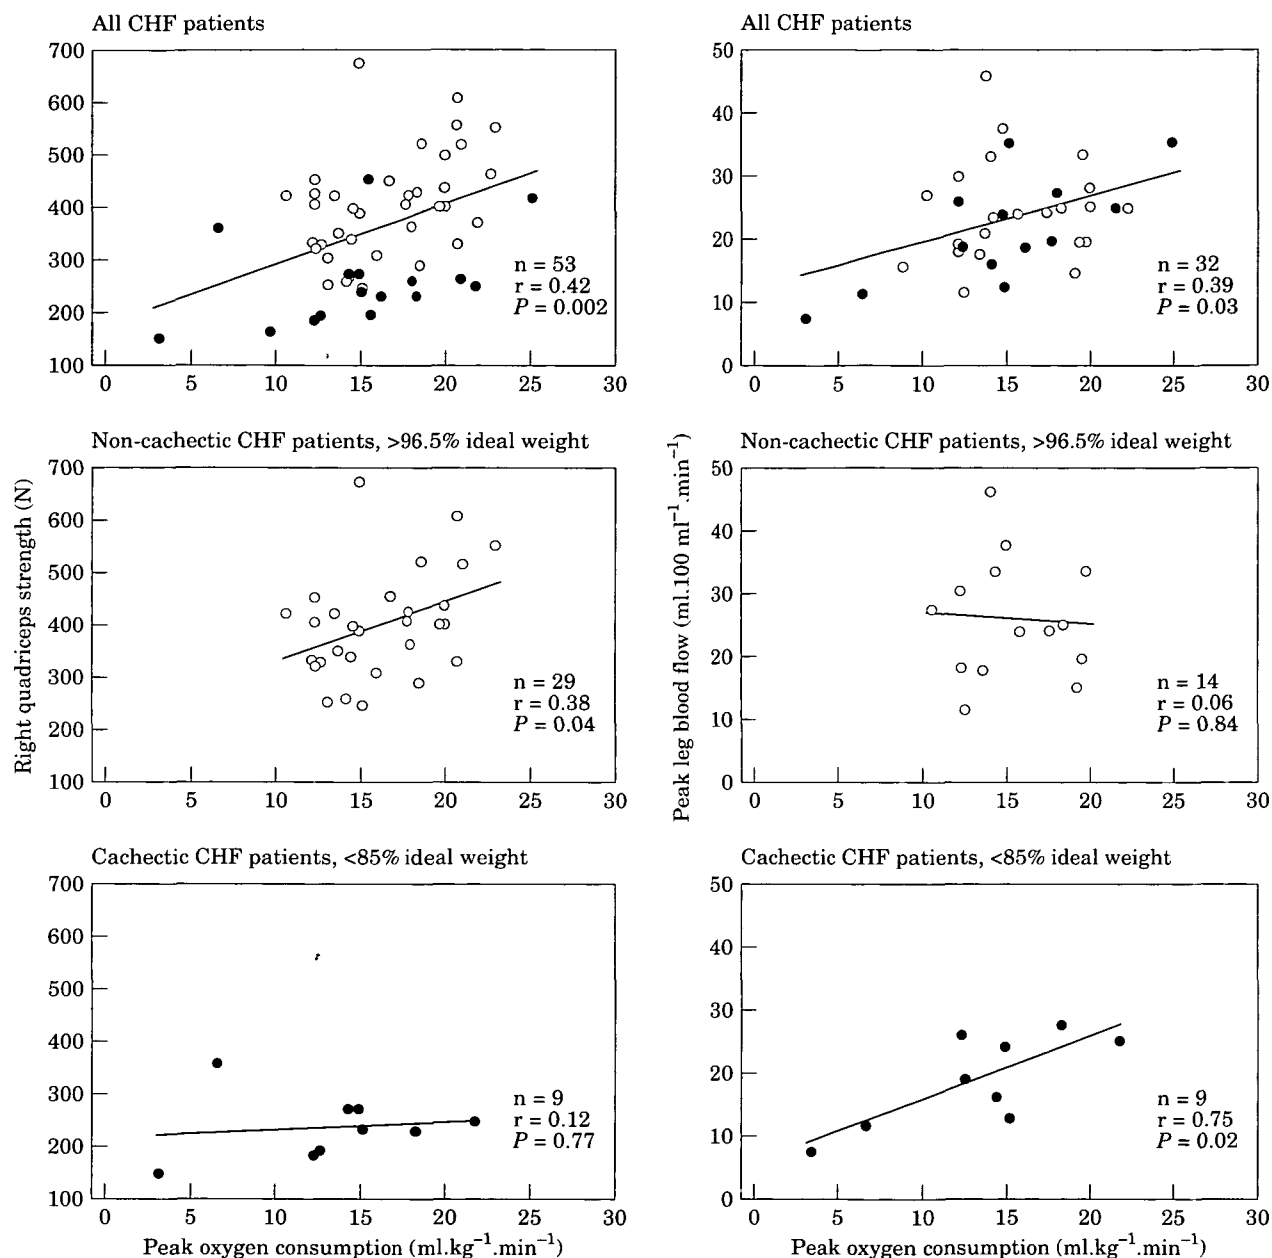 All CHF patients
700
600
500
400
300
200
100
n = 53
r = 0.42
P = 0.002
0 5 10 15 20 25 30
All CHF patients
50
40
30
20
10
0
n = 32
r = 0.39
P = 0.03
0 5 10 15 20 25 30
Non-cachectic CHF patients, >96.5% ideal weight
Right quadriceps strength (N)
700
600
500
400
300
200
100
n = 29
r = 0.38
P = 0.04
0 5 10 15 20 25 30
Non-cachectic CHF patients, >96.5% ideal weight
Peak leg blood flow (ml.100 ml⁻¹.min⁻¹)
50
40
30
20
10
0
n = 14
r = 0.06
P = 0.84
0 5 10 15 20 25 30
Cachectic CHF patients, <85% ideal weight
700
600
500
400
300
200
100
n = 9
r = 0.12
P = 0.77
0 5 10 15 20 25 30
Peak oxygen consumption (ml.kg⁻¹.min⁻¹)
Cachectic CHF patients, <85% ideal weight
50
40
30
20
10
0
n = 9
r = 0.75
P = 0.02
0 5 10 15 20 25 30
Peak oxygen consumption (ml.kg⁻¹.min⁻¹)